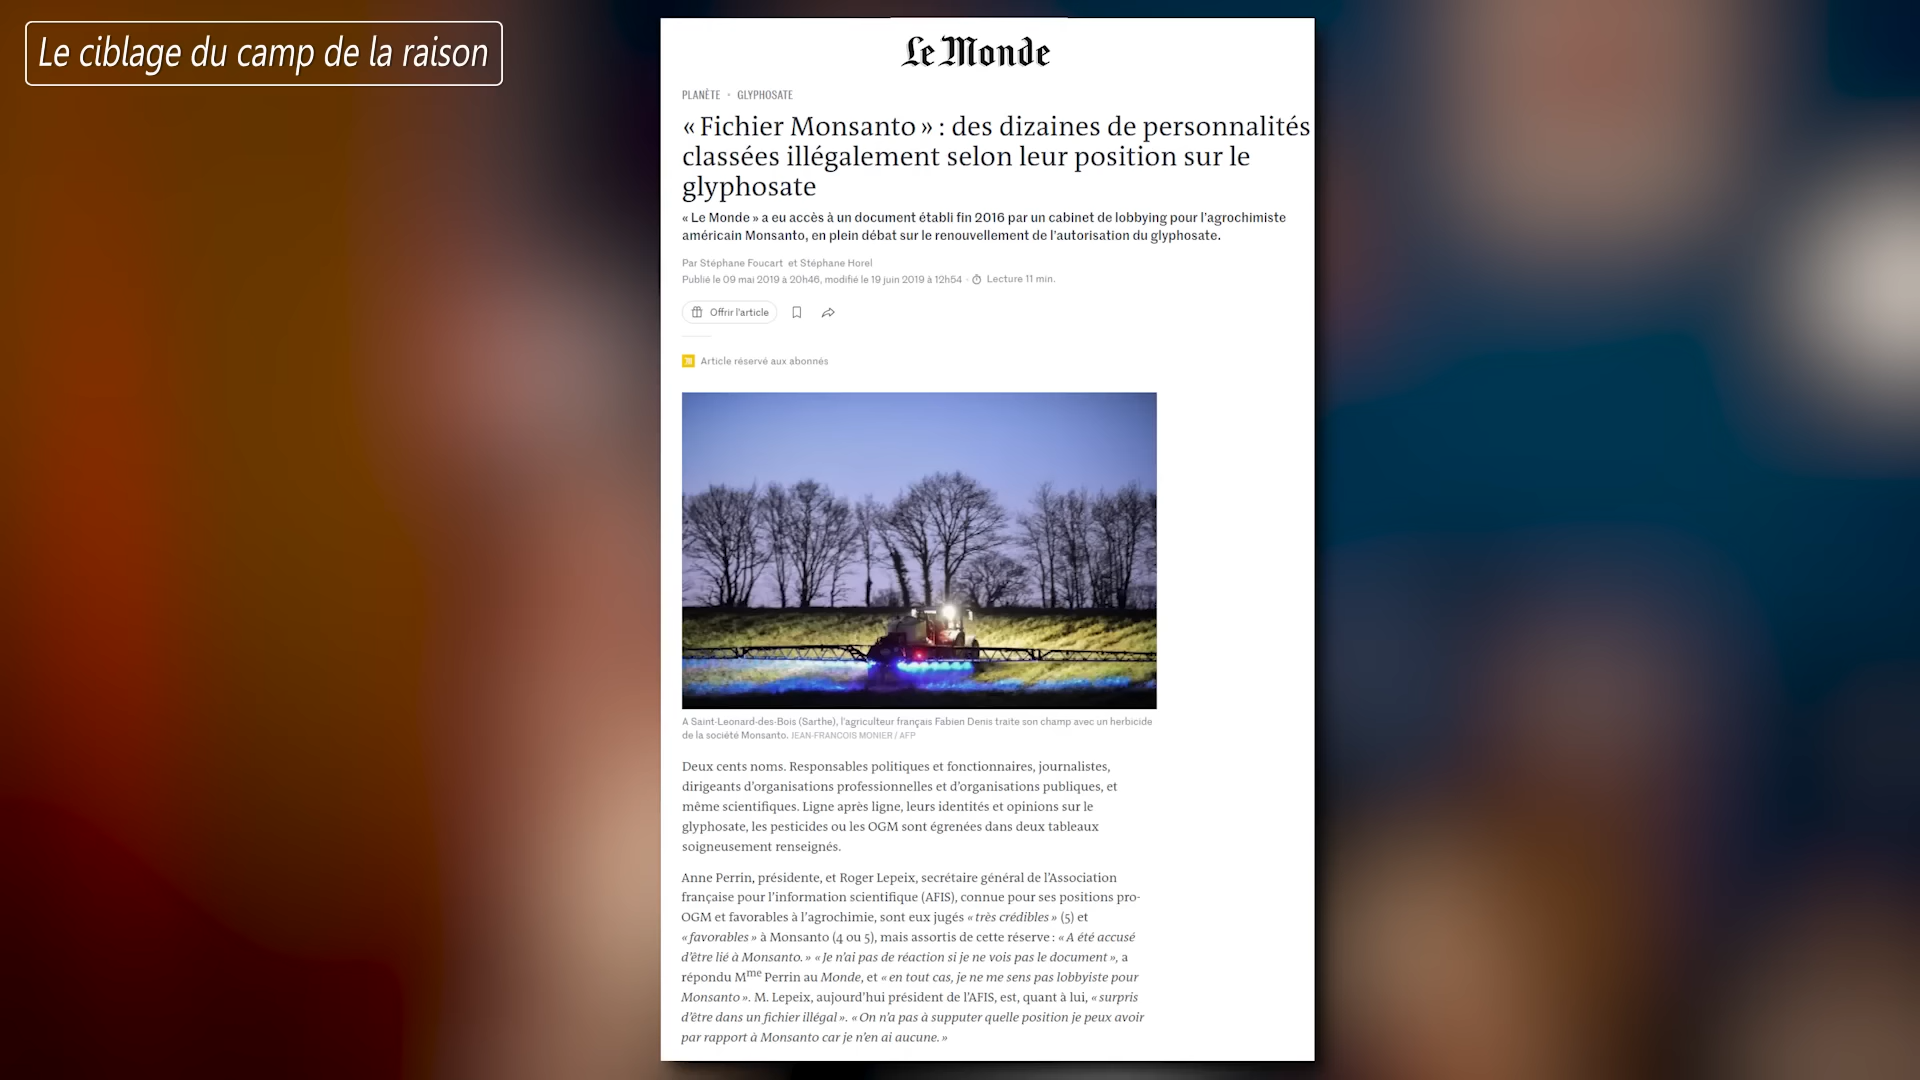 Le ciblage du camp de la raison
Le Monde
PLANÈTE • GLYPHOSATE
« Fichier Monsanto » : des dizaines de personnalités
classées illégalement selon leur position sur le
glyphosate
« Le Monde » a eu accès à un document établi fin 2016 par un cabinet de lobbying pour l'agrochimiste
américain Monsanto, en plein débat sur le renouvellement de l'autorisation du glyphosate.
Par Stéphane Foucart et Stéphane Horel
Publié le 09 mai 2019 à 20h46, modifié le 19 juin 2019 à 12h54 · Lecture 11 min.
Offrir l'article
Article réservé aux abonnés
A Saint-Leonard-des-Bois (Sarthe), l'agriculteur français Fabien Denis traite son champ avec un herbicide
de la société Monsanto. JEAN-FRANCOIS MONIER / AFP
Deux cents noms. Responsables politiques et fonctionnaires, journalistes,
dirigeants d'organisations professionnelles et d'organisations publiques, et
même scientifiques. Ligne après ligne, leurs identités et opinions sur le
glyphosate, les pesticides ou les OGM sont égrenées dans deux tableaux
soigneusement renseignés.
Anne Perrin, présidente, et Roger Lepeix, secrétaire général de l'Association
française pour l'information scientifique (AFIS), connue pour ses positions pro-
OGM et favorables à l'agrochimie, sont eux jugés « très crédibles » (5) et
« favorables » à Monsanto (4 ou 5), mais assortis de cette réserve : « A été accusé
d'être lié à Monsanto. » « Je n'ai pas de réaction si je ne vois pas le document », a
répondu Mme Perrin au Monde, et « en tout cas, je ne me sens pas lobbyiste pour
Monsanto ». M. Lepeix, aujourd'hui président de l'AFIS, est, quant à lui, « surpris
d'être dans un fichier illégal ». « On n'a pas à supputer quelle position je peux avoir
par rapport à Monsanto car je n'en ai aucune. »